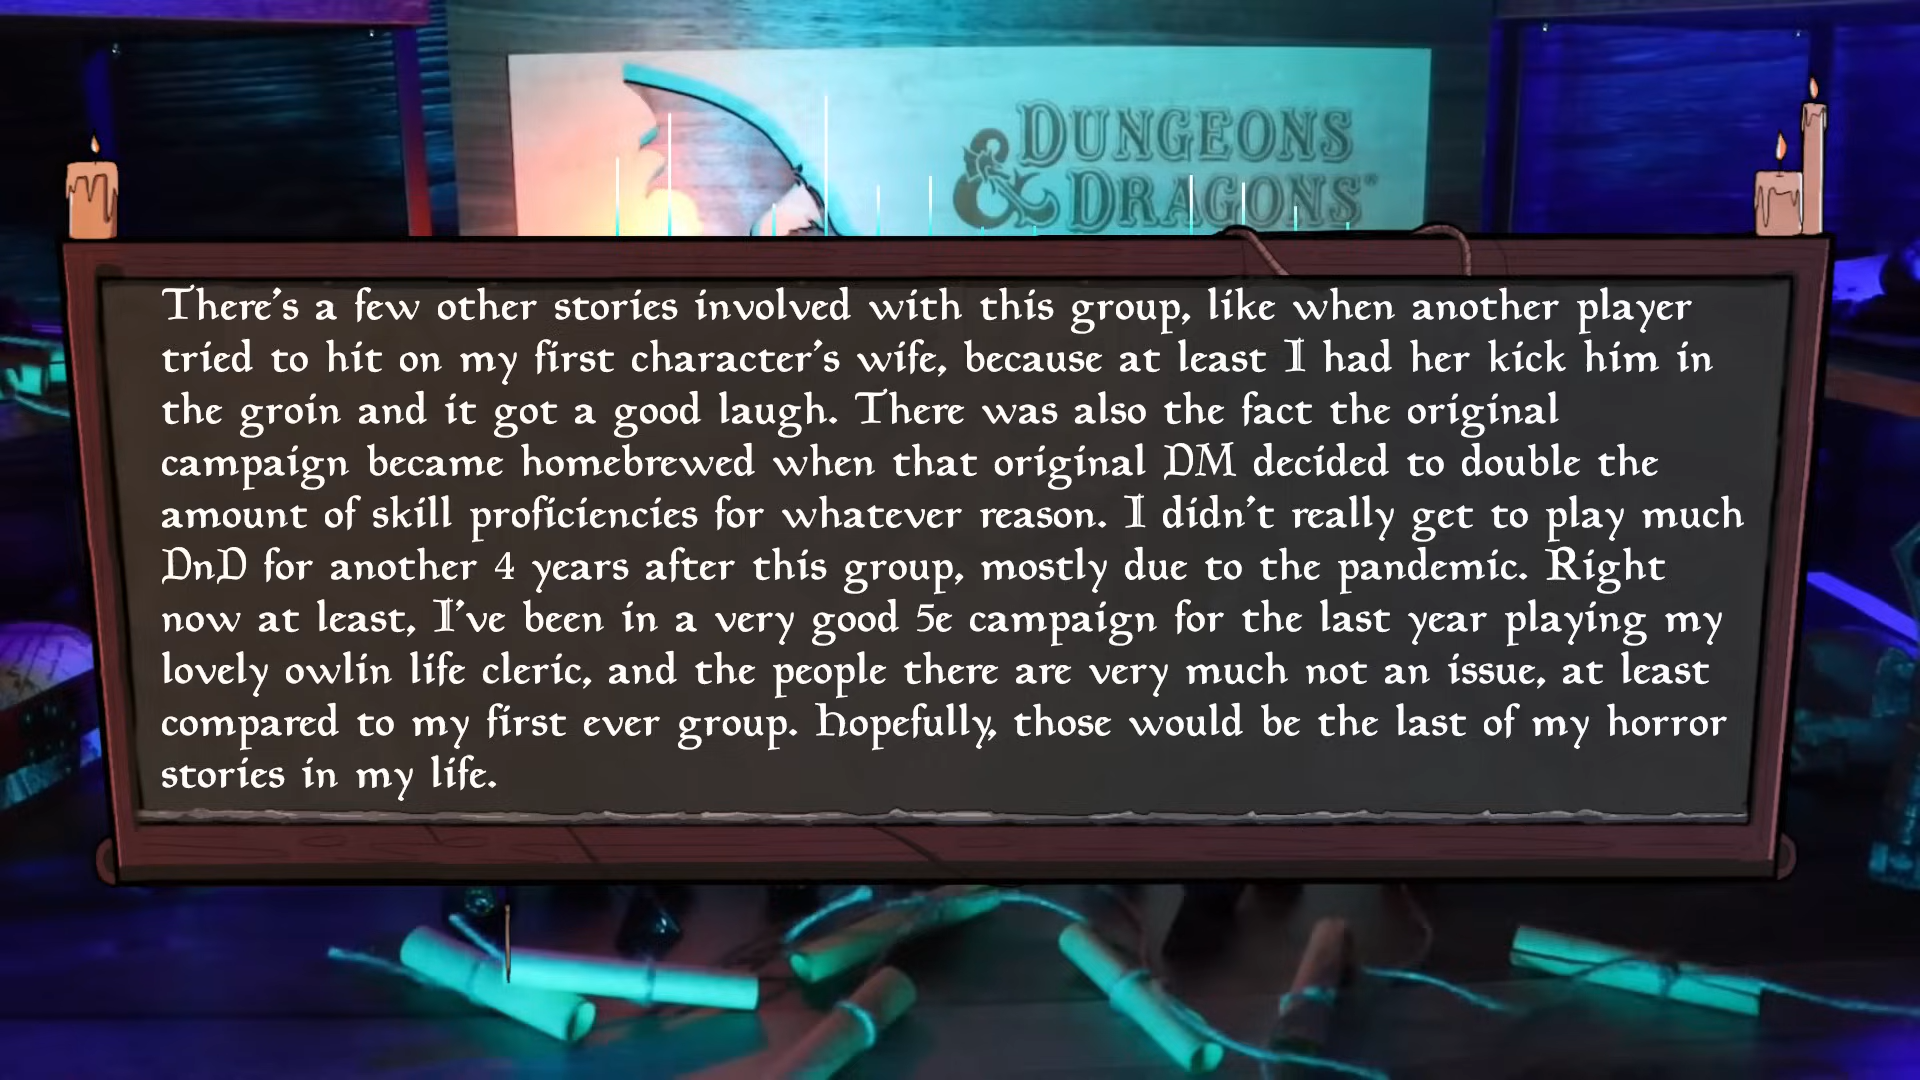 DUNGEONS
& DRAGONS®
There's a few other stories involved with this group, like when another player
tried to hit on my first character's wife, because at least I had her kick him in
the groin and it got a good laugh. There was also the fact the original
campaign became homebrewed when that original DM decided to double the
amount of skill proficiencies for whatever reason. I didn't really get to play much
DnD for another 4 years after this group, mostly due to the pandemic. Right
now at least, I've been in a very good 5e campaign for the last year playing my
lovely owlin life cleric, and the people there are very much not an issue, at least
compared to my first ever group. Hopefully, those would be the last of my horror
stories in my life.